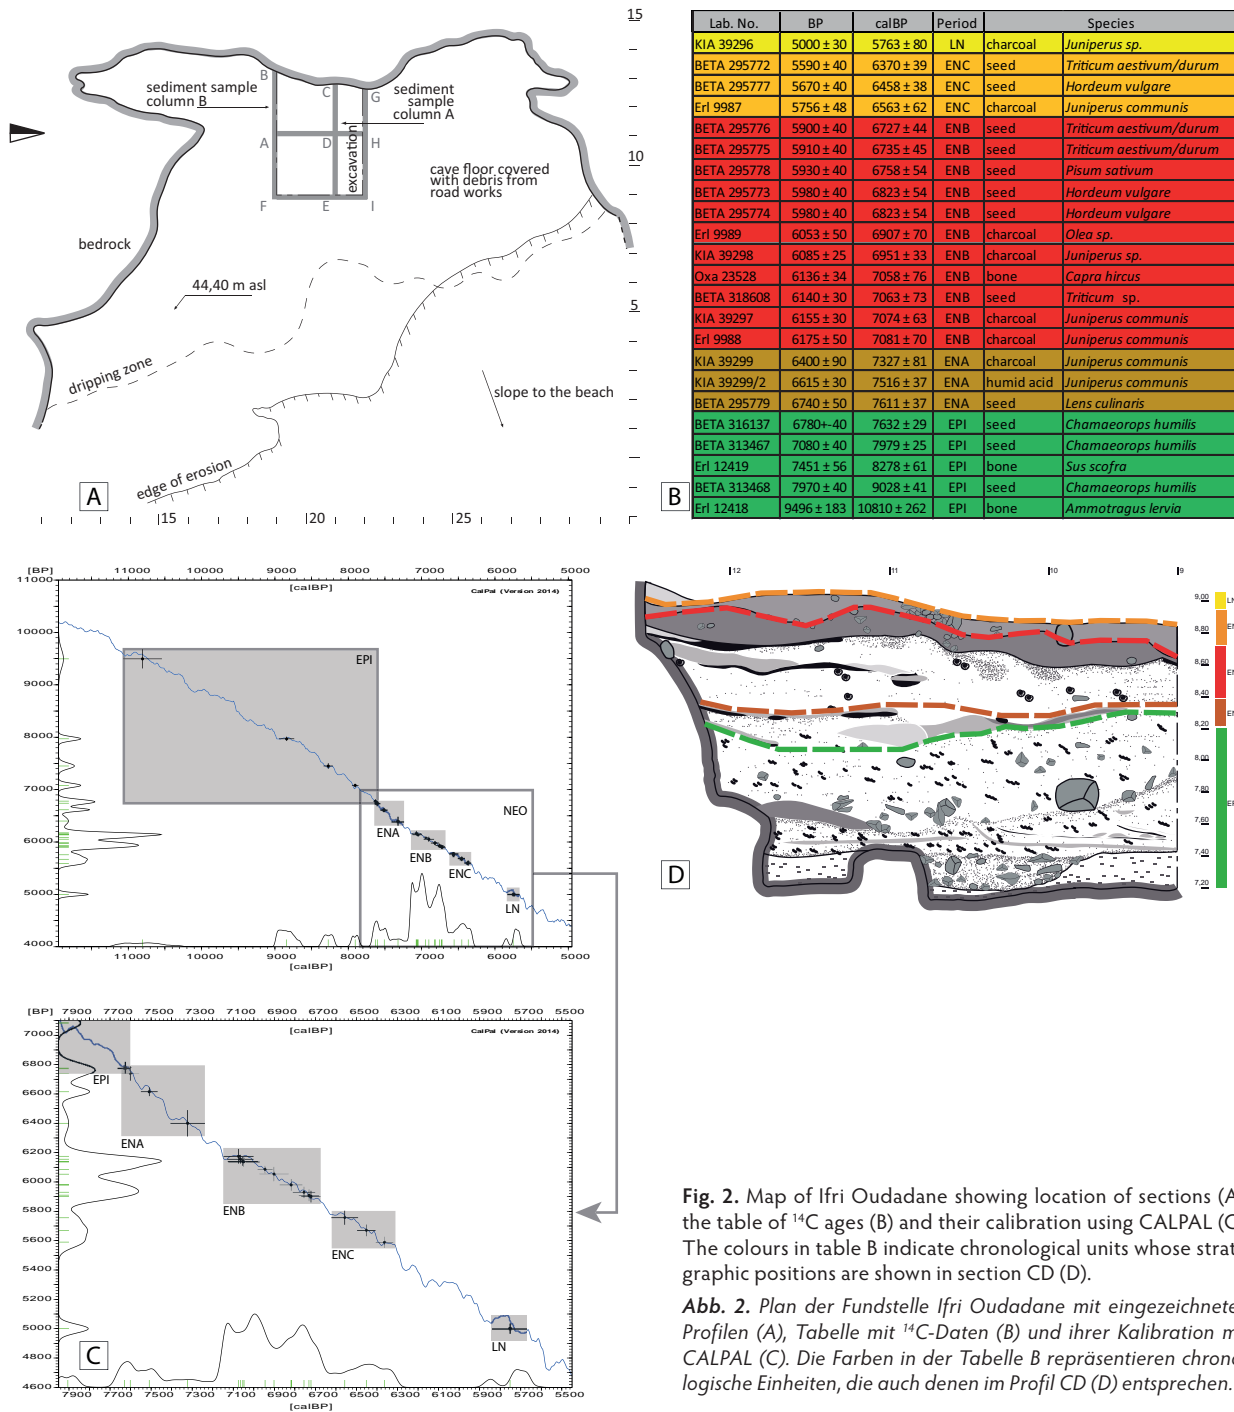 15
B
C
G
sediment sample
column B
sediment
sample
column A
A
D
H
excavation
10
cave floor covered
with debris from
road works
F
E
I
bedrock
44,40 m asl
5
dripping zone
slope to the beach
edge of erosion
A
15
20
25
Lab. No. BP calBP Period Species
KIA 39296 5000 ± 30 5763 ± 80 LN charcoal Juniperus sp.
BETA 295772 5590 ± 40 6370 ± 39 ENC seed Triticum aestivum/durum
BETA 295777 5670 ± 40 6458 ± 38 ENC seed Hordeum vulgare
Erl 9987 5756 ± 48 6563 ± 62 ENC charcoal Juniperus communis
BETA 295776 5900 ± 40 6727 ± 44 ENB seed Triticum aestivum/durum
BETA 295775 5910 ± 40 6735 ± 45 ENB seed Triticum aestivum/durum
BETA 295778 5930 ± 40 6758 ± 54 ENB seed Pisum sativum
BETA 295773 5980 ± 40 6823 ± 54 ENB seed Hordeum vulgare
BETA 295774 5980 ± 40 6823 ± 54 ENB seed Hordeum vulgare
Erl 9989 6053 ± 50 6907 ± 70 ENB charcoal Olea sp.
KIA 39298 6085 ± 25 6951 ± 33 ENB charcoal Juniperus sp.
Oxa 23528 6136 ± 34 7058 ± 76 ENB bone Capra hircus
BETA 318608 6140 ± 30 7063 ± 73 ENB seed Triticum sp.
KIA 39297 6155 ± 30 7074 ± 63 ENB charcoal Juniperus communis
Erl 9988 6175 ± 50 7081 ± 70 ENB charcoal Juniperus communis
KIA 39299 6400 ± 90 7327 ± 81 ENA charcoal Juniperus communis
KIA 39299/2 6615 ± 30 7516 ± 37 ENA humid acid Juniperus communis
BETA 295779 6740 ± 50 7611 ± 37 ENA seed Lens culinaris
BETA 316137 6780+-40 7632 ± 29 EPI seed Chamaeorops humilis
BETA 313467 7080 ± 40 7979 ± 25 EPI seed Chamaeorops humilis
Erl 12419 7451 ± 56 8278 ± 61 EPI bone Sus scofra
BETA 313468 7970 ± 40 9028 ± 41 EPI seed Chamaeorops humilis
Erl 12418 9496 ± 183 10810 ± 262 EPI bone Ammotragus lervia
B
[BP] 11000 10000 9000 8000 7000 6000 5000
[calBP]
CalPal (Version 2014)
11000
10000
9000
8000
7000
6000
5000
4000
EPI
NEO
ENA
ENB
ENC
LN
11000 10000 9000 8000 7000 6000 5000
[calBP]
[BP] 7900 7700 7500 7300 7100 6900 6700 6500 6300 6100 5900 5700 5500
[calBP]
CalPal (Version 2014)
7000
6800
6600
6400
6200
6000
5800
5600
5400
5200
5000
4800
4600
EPI
ENA
ENB
ENC
LN
C
7900 7700 7500 7300 7100 6900 6700 6500 6300 6100 5900 5700 5500
[calBP]
12 11 10 9
9,00
8,80
8,60
8,40
8,20
8,00
7,80
7,60
7,40
7,20
LN
D
Fig. 2. Map of Ifri Oudadane showing location of sections (A
the table of ¹⁴C ages (B) and their calibration using CALPAL (C
The colours in table B indicate chronological units whose strat
graphic positions are shown in section CD (D).
Abb. 2. Plan der Fundstelle Ifri Oudadane mit eingezeichnete
Profilen (A), Tabelle mit ¹⁴C-Daten (B) und ihrer Kalibration m
CALPAL (C). Die Farben in der Tabelle B repräsentieren chrono
logische Einheiten, die auch denen im Profil CD (D) entsprechen.